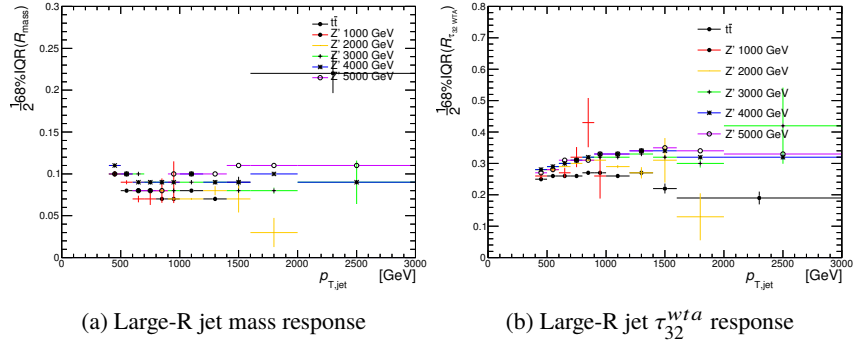 ½68%IQR(R_mass)
0.3
0.25
0.2
0.15
0.1
0.05
0
0 500 1000 1500 2000 2500 3000
p_T,jet [GeV]
tt̄
Z' 1000 GeV
Z' 2000 GeV
Z' 3000 GeV
Z' 4000 GeV
Z' 5000 GeV
(a) Large-R jet mass response
½68%IQR(R_τ32 WTA)
0.8
0.7
0.6
0.5
0.4
0.3
0.2
0.1
0
0 500 1000 1500 2000 2500 3000
p_T,jet [GeV]
tt̄
Z' 1000 GeV
Z' 2000 GeV
Z' 3000 GeV
Z' 4000 GeV
Z' 5000 GeV
(b) Large-R jet τ_32^wta response